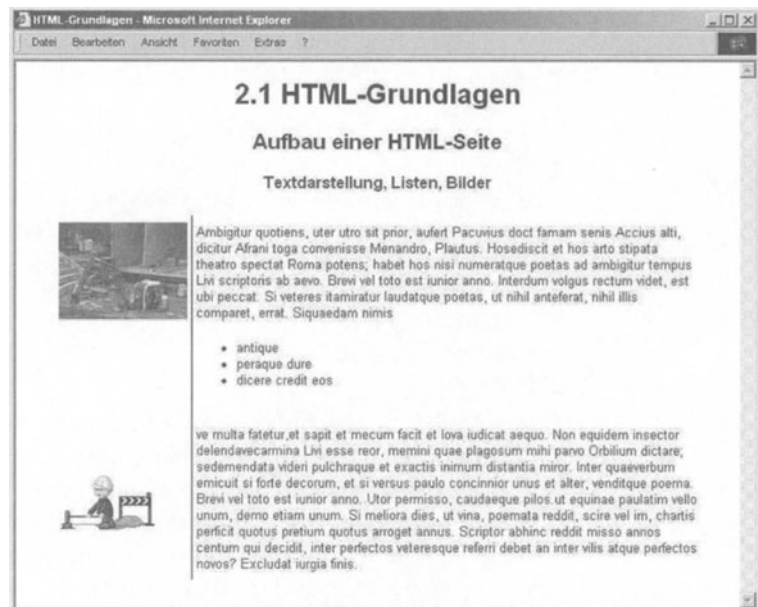 HTML-Grundlagen - Microsoft Internet Explorer
Datei Bearbeiten Ansicht Favoriten Extras ?
2.1 HTML-Grundlagen
Aufbau einer HTML-Seite
Textdarstellung, Listen, Bilder
Ambigitur quotiens, uter utro sit prior, aufert Pacuvius doct famam senis Accius alti,
dicitur Afrani toga convenisse Menandro, Plautus. Hosediscit et hos arto stipata
theatro spectat Roma potens; habet hos nisi numeratque poetas ad ambigitur tempus
Livi scriptoris ab aevo. Brevi vel toto est iunior anno. Interdum volgus rectum videt, est
ubi peccat. Si veteres itamiratur laudatque poetas, ut nihil anteferat, nihil illis
comparet, errat. Siquaedam nimis
• antique
• peraque dure
• dicere credit eos
ve multa fatetur,et sapit et mecum facit et Iova iudicat aequo. Non equidem insector
delendavecarmina Livi esse reor, memini quae plagosum mihi parvo Orbilium dictare;
sedemendata videri pulchraque et exactis inimum distantia miror. Inter quaeverbum
emicuit si forte decorum, et si versus paulo concinnior unus et alter, venditque poema.
Brevi vel toto est iunior anno. Utor permisso, caudaeque pilos ut equinae paulatim vello
unum, demo etiam unum. Si meliora dies, ut vina, poemata reddit, scire vel im, chartis
perficit quotus pretium quotus arroget annus. Scriptor abhinc reddit misso annos
centum qui decidit, inter perfectos veteresque referri debet an inter vilis atque perfectos
novos? Excludat iurgia finis.